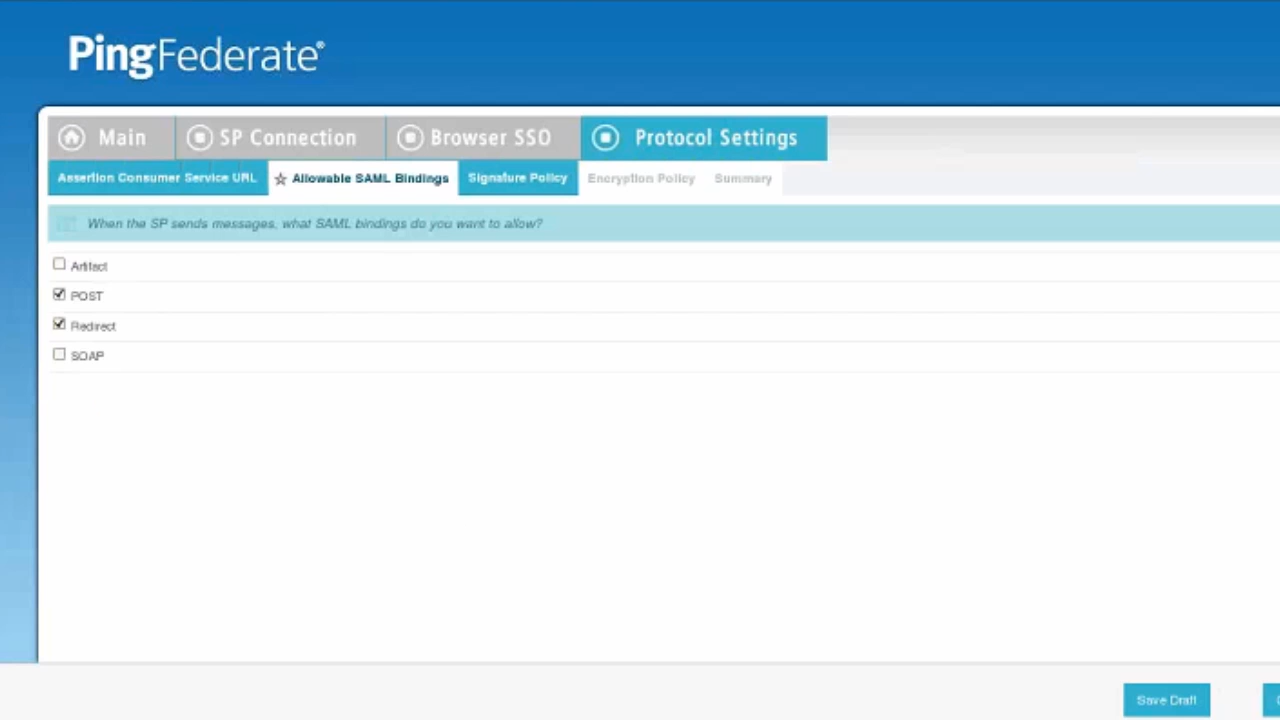 PingFederate®
Main SP Connection Browser SSO Protocol Settings
Assertion Consumer Service URL Allowable SAML Bindings Signature Policy Encryption Policy Summary
When the SP sends messages, what SAML bindings do you want to allow?
Artifact
POST
Redirect
SOAP
Save Draft